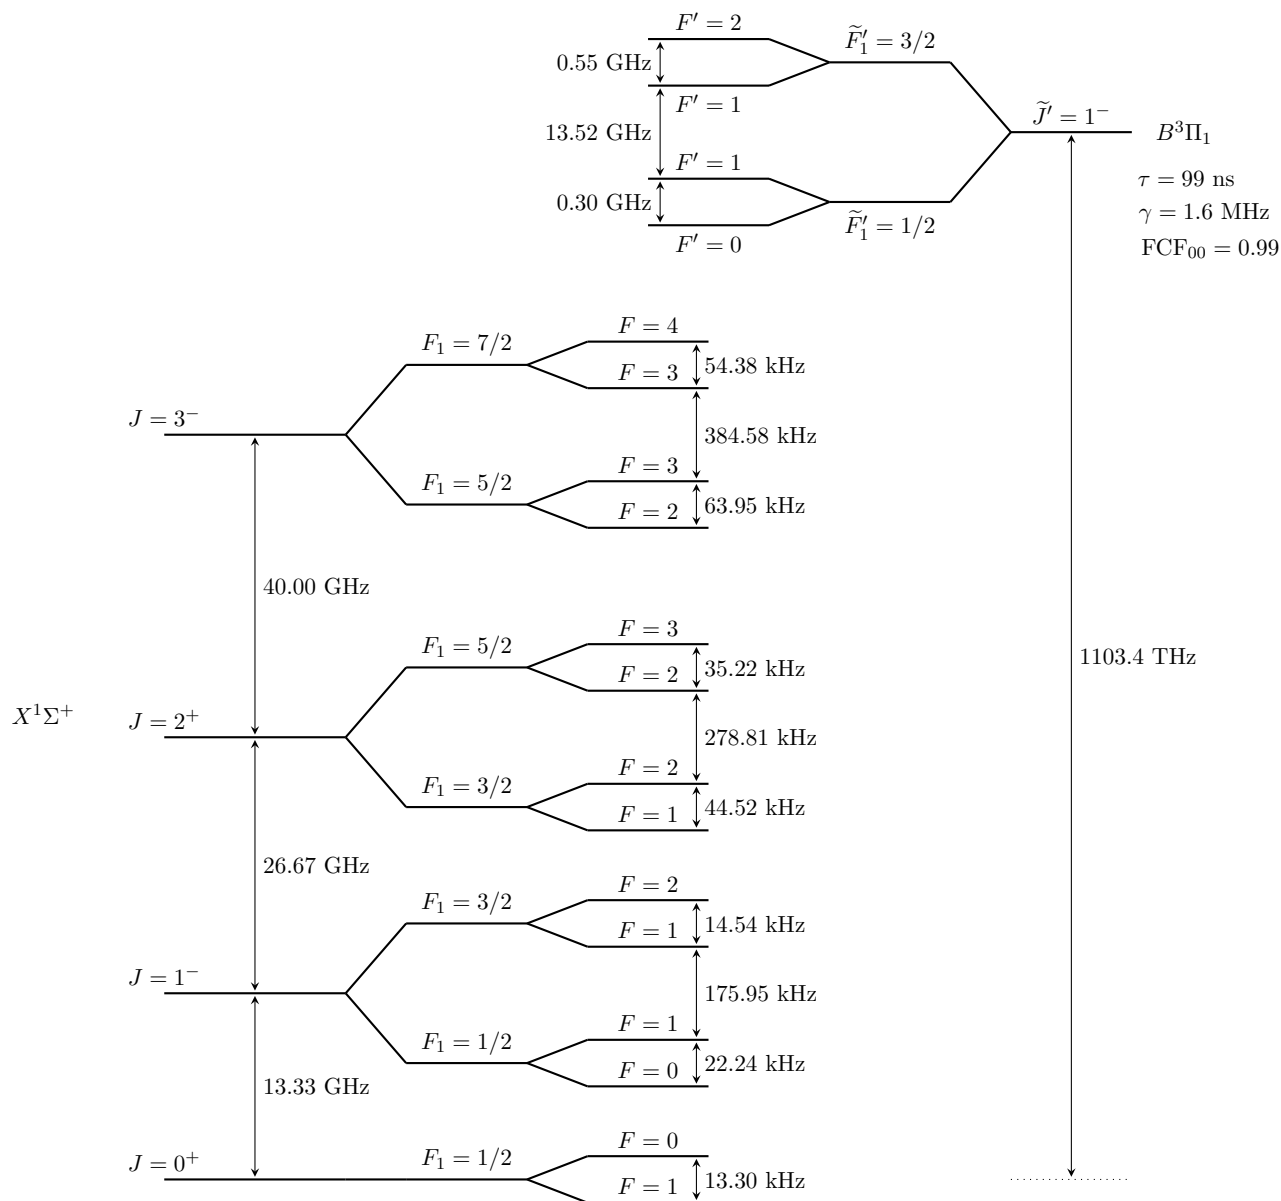 F′ = 2
F̃′₁ = 3/2
0.55 GHz
F′ = 1
J̃′ = 1⁻
B³Π₁
13.52 GHz
F′ = 1
τ = 99 ns
0.30 GHz
γ = 1.6 MHz
F′ = 0
F̃′₁ = 1/2
FCF₀₀ = 0.99
F = 4
F₁ = 7/2
54.38 kHz
F = 3
J = 3⁻
384.58 kHz
F = 3
F₁ = 5/2
63.95 kHz
F = 2
40.00 GHz
F = 3
F₁ = 5/2
35.22 kHz
F = 2
1103.4 THz
X¹Σ⁺
J = 2⁺
278.81 kHz
F = 2
F₁ = 3/2
44.52 kHz
F = 1
26.67 GHz
F = 2
F₁ = 3/2
14.54 kHz
F = 1
J = 1⁻
175.95 kHz
F = 1
F₁ = 1/2
22.24 kHz
F = 0
13.33 GHz
F = 0
J = 0⁺
F₁ = 1/2
13.30 kHz
F = 1